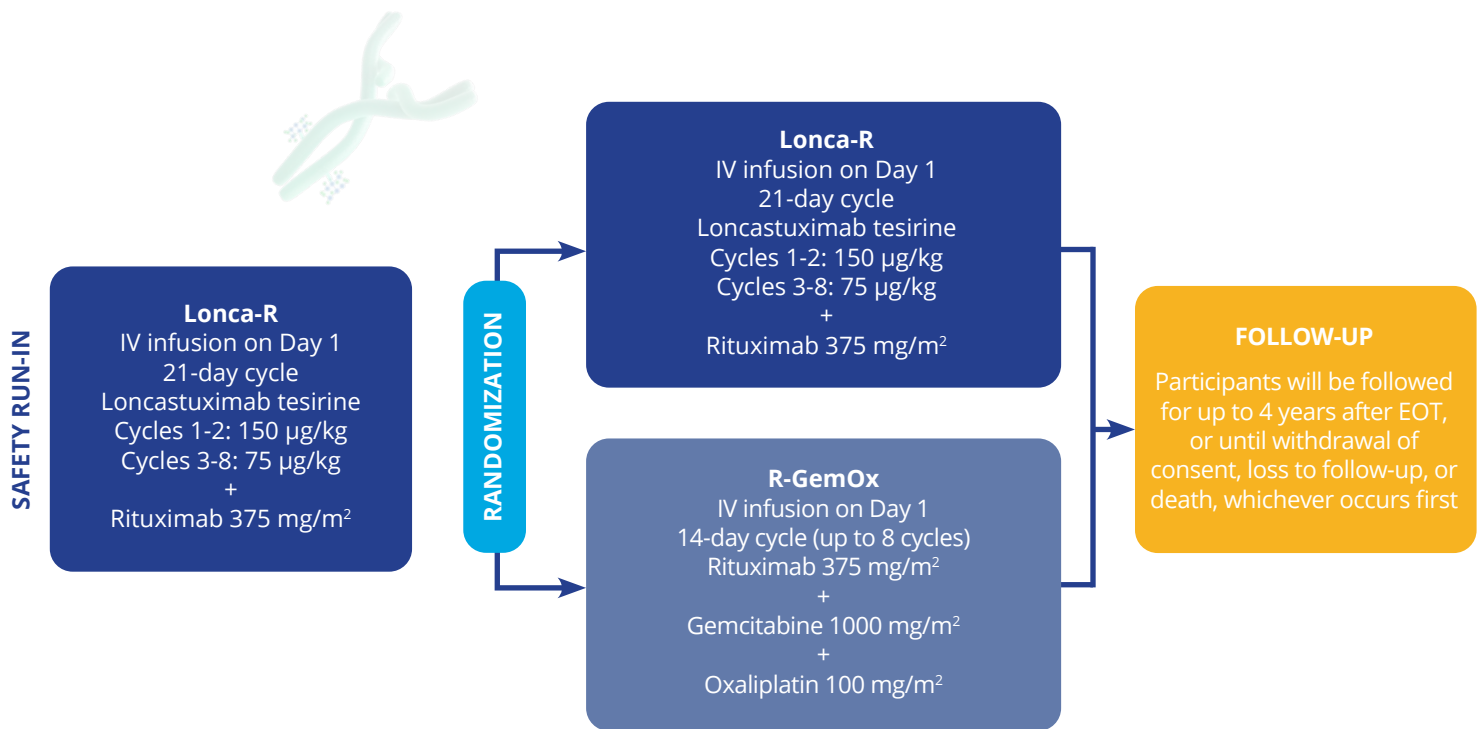 SAFETY RUN-IN
Lonca-R
IV infusion on Day 1
21-day cycle
Loncastuximab tesirine
Cycles 1-2: 150 µg/kg
Cycles 3-8: 75 µg/kg
+
Rituximab 375 mg/m²
RANDOMIZATION
Lonca-R
IV infusion on Day 1
21-day cycle
Loncastuximab tesirine
Cycles 1-2: 150 µg/kg
Cycles 3-8: 75 µg/kg
+
Rituximab 375 mg/m²
R-GemOx
IV infusion on Day 1
14-day cycle (up to 8 cycles)
Rituximab 375 mg/m²
+
Gemcitabine 1000 mg/m²
+
Oxaliplatin 100 mg/m²
FOLLOW-UP
Participants will be followed
for up to 4 years after EOT,
or until withdrawal of
consent, loss to follow-up, or
death, whichever occurs first